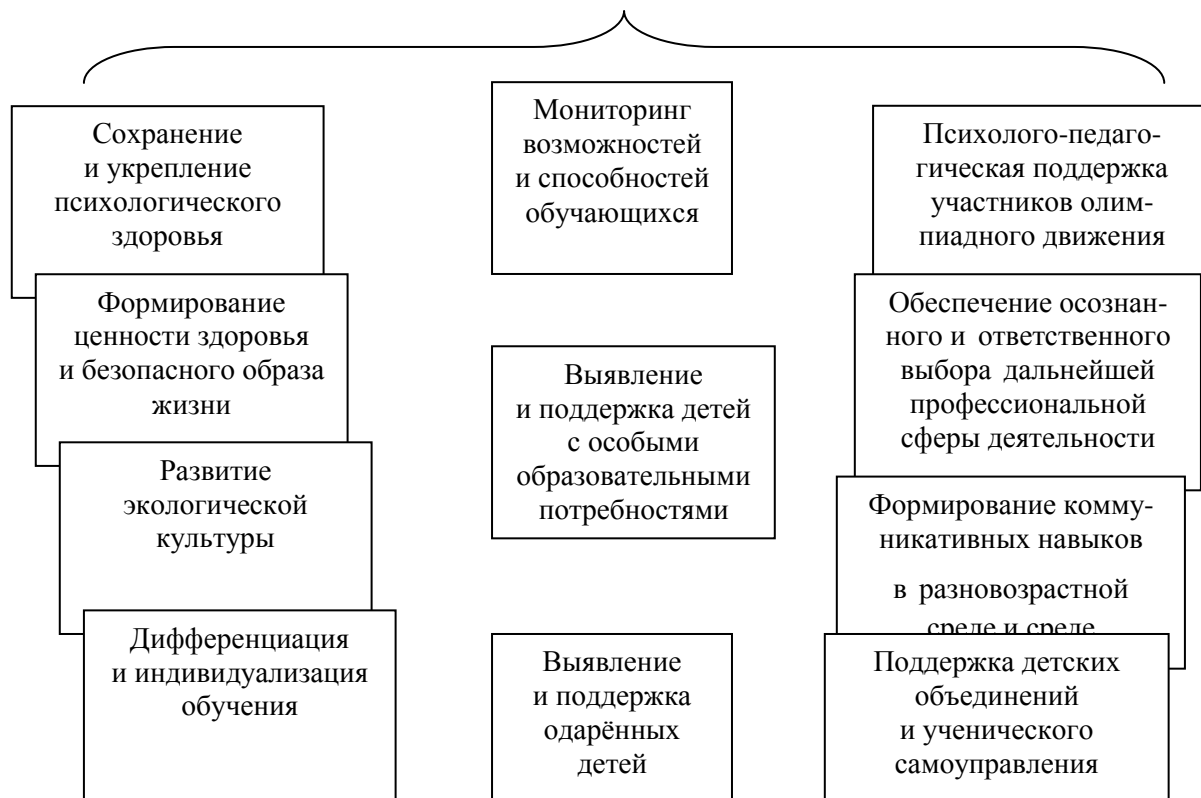 Сохранение
и укрепление
психологического
здоровья
Формирование
ценности здоровья
и безопасного образа
жизни
Развитие
экологической
культуры
Дифференциация
и индивидуализация
обучения
Мониторинг
возможностей
и способностей
обучающихся
Выявление
и поддержка детей
с особыми
образовательными
потребностями
Выявление
и поддержка
одарённых
детей
Психолого-педаго-
гическая поддержка
участников олим-
пиадного движения
Обеспечение осознан-
ного и ответственного
выбора дальнейшей
профессиональной
сферы деятельности
Формирование комму-
никативных навыков
в разновозрастной
среде и среде
Поддержка детских
объединений
и ученического
самоуправления